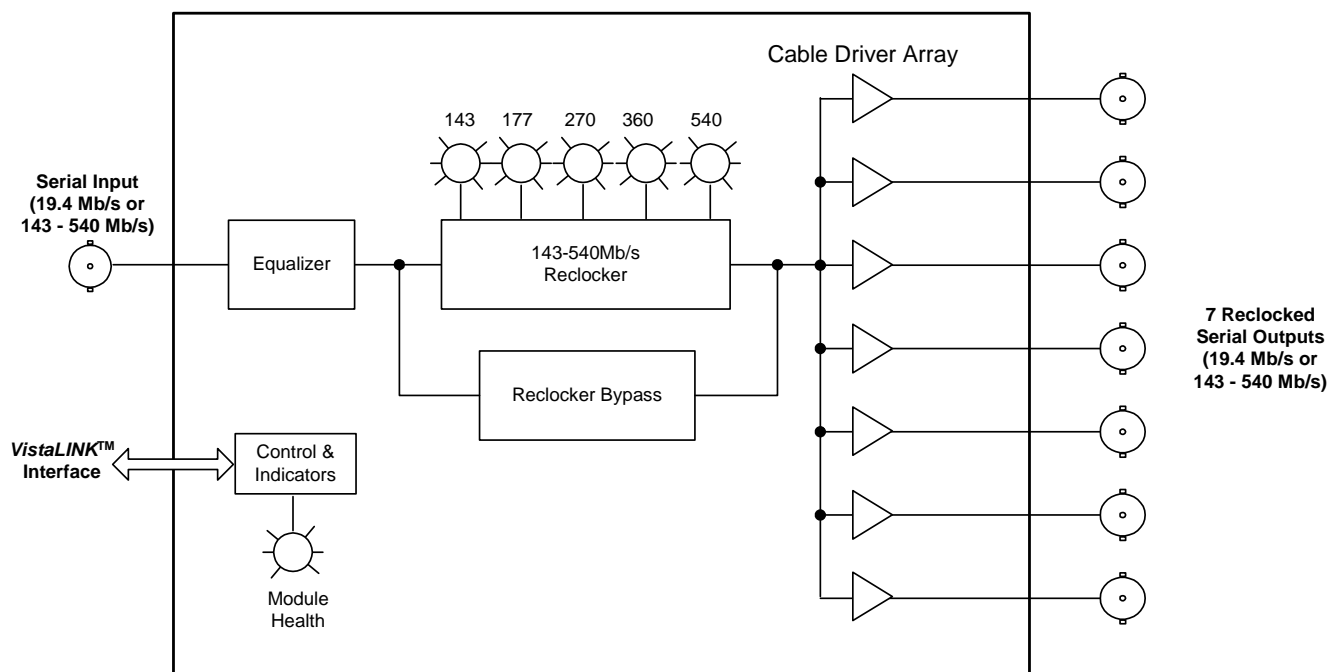 Cable Driver Array
143 177 270 360 540
Serial Input
(19.4 Mb/s or
143 - 540 Mb/s)
Equalizer
143-540Mb/s
Reclocker
Reclocker Bypass
7 Reclocked
Serial Outputs
(19.4 Mb/s or
143 - 540 Mb/s)
VistaLINK™
Interface
Control &
Indicators
Module
Health